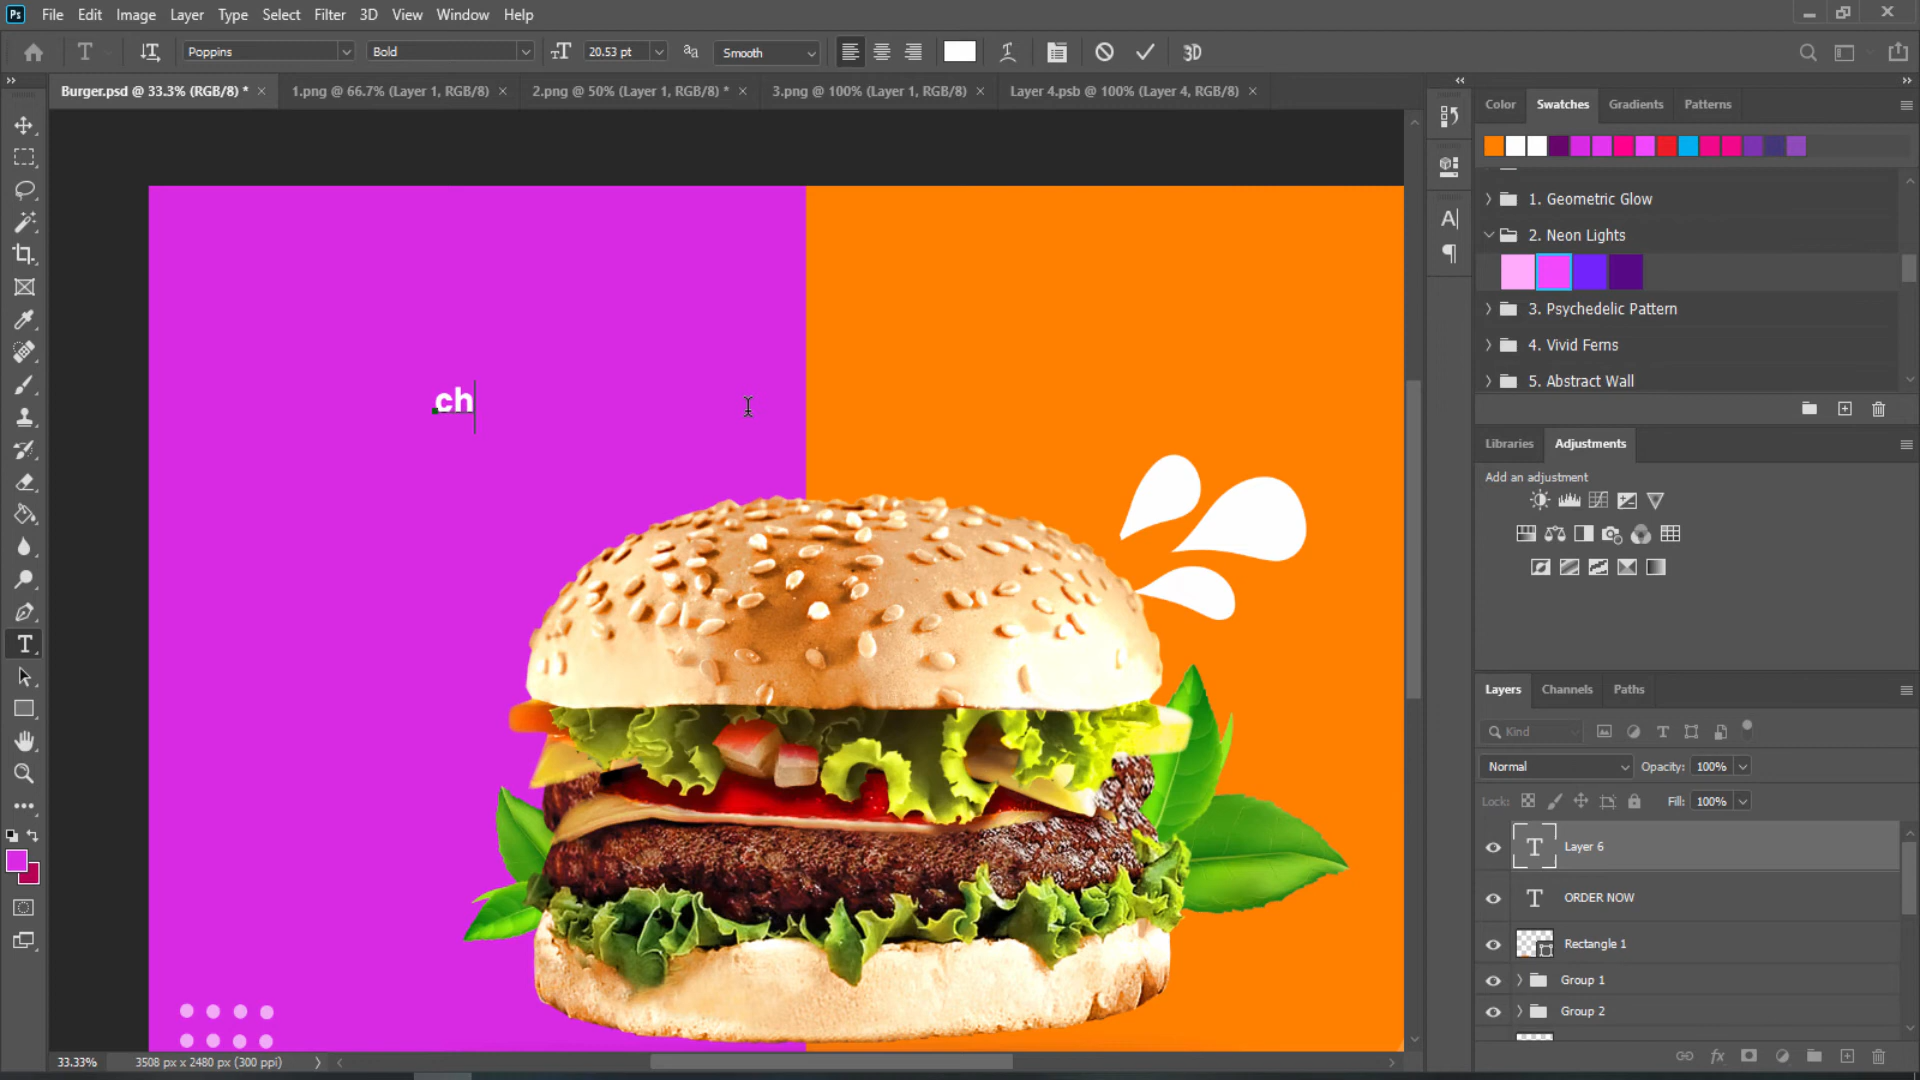 Ps File Edit Image Layer Type Select Filter 3D View Window Help
T Poppins Bold 20.53 pt Smooth 3D
Burger.psd @ 33.3% (RGB/8) * 1.png @ 66.7% (Layer 1, RGB/8) 2.png @ 50% (Layer 1, RGB/8) * 3.png @ 100% (Layer 1, RGB/8) Layer 4.psb @ 100% (Layer 4, RGB/8)
ch
Color Swatches Gradients Patterns
1. Geometric Glow
2. Neon Lights
3. Psychedelic Pattern
4. Vivid Ferns
5. Abstract Wall
Libraries Adjustments
Add an adjustment
Layers Channels Paths
Kind
Normal Opacity: 100%
Lock: Fill: 100%
Layer 6
ORDER NOW
Rectangle 1
Group 1
Group 2
33.33% 3508 px x 2480 px (300 ppi)